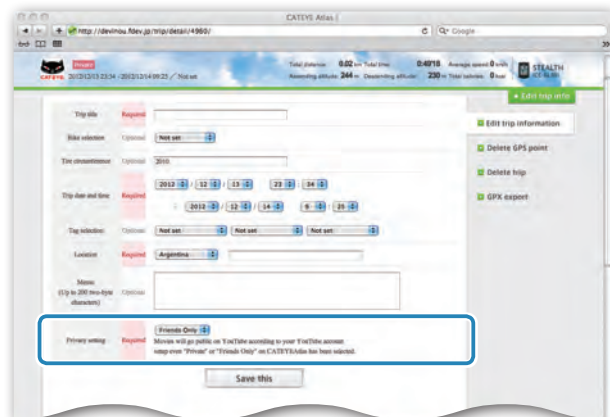 CATEYE Atlas |
http://devinou.fdev.jp/trip/detail/4980/
Google
Private
CATEYE 2012/12/13 23:34 - 2012/12/14 09:25 / Not set
Total distance 0.02 km Total time 0:49'18 Average speed 0 km/h
Ascending altitude 244 m Descending altitude 230 m Total calories 0 kcal
STEALTH
Edit trip info
Trip title Required
Bike selection Optional Not set
Tire circumference Optional 2010
Trip date and time Required 2012 / 12 / 13 23 : 34
- 2012 / 12 / 14 9 : 25
Tag selection Optional Not set Not set Not set
Location Required Argentina
Memo
(Up to 200 two-byte
characters) Optional
Privacy setting Required Friends Only
Movies will go public on YouTube according to your YouTube account
setup even "Private" or "Friends Only" on CATEYEAtlas has been selected.
Save this
Edit trip information
Delete GPS point
Delete trip
GPX export